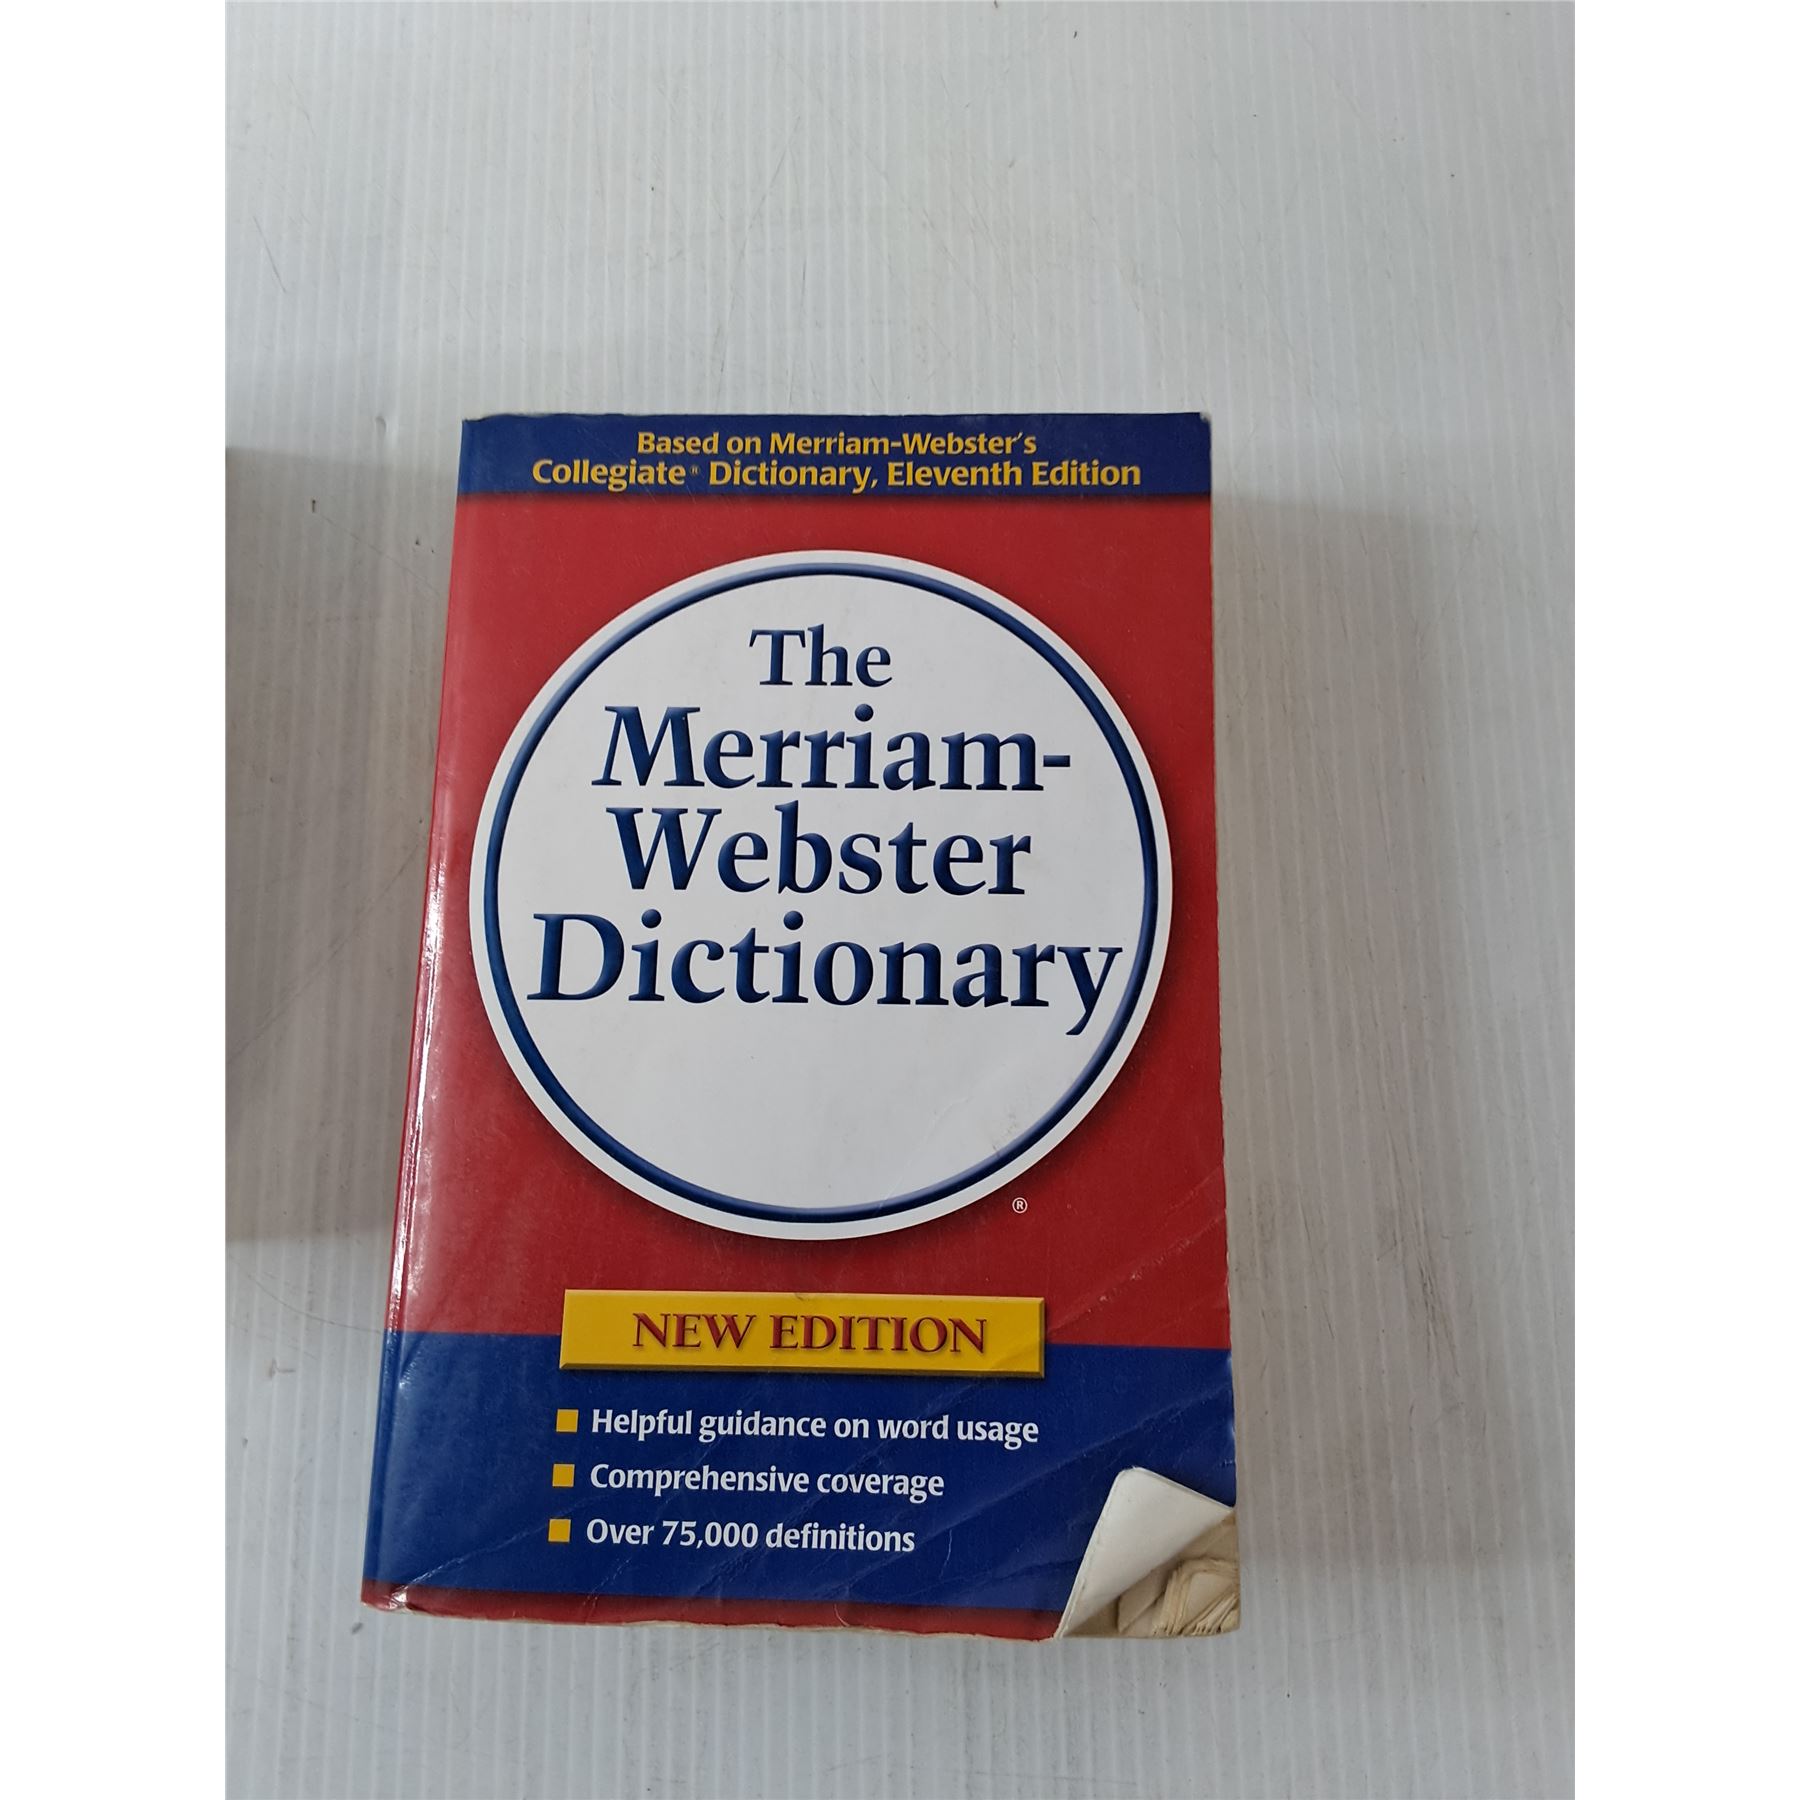 Based on Merriam-Webster's
Collegiate® Dictionary, Eleventh Edition
The
Merriam-
Webster
Dictionary
®
NEW EDITION
Helpful guidance on word usage
Comprehensive coverage
Over 75,000 definitions